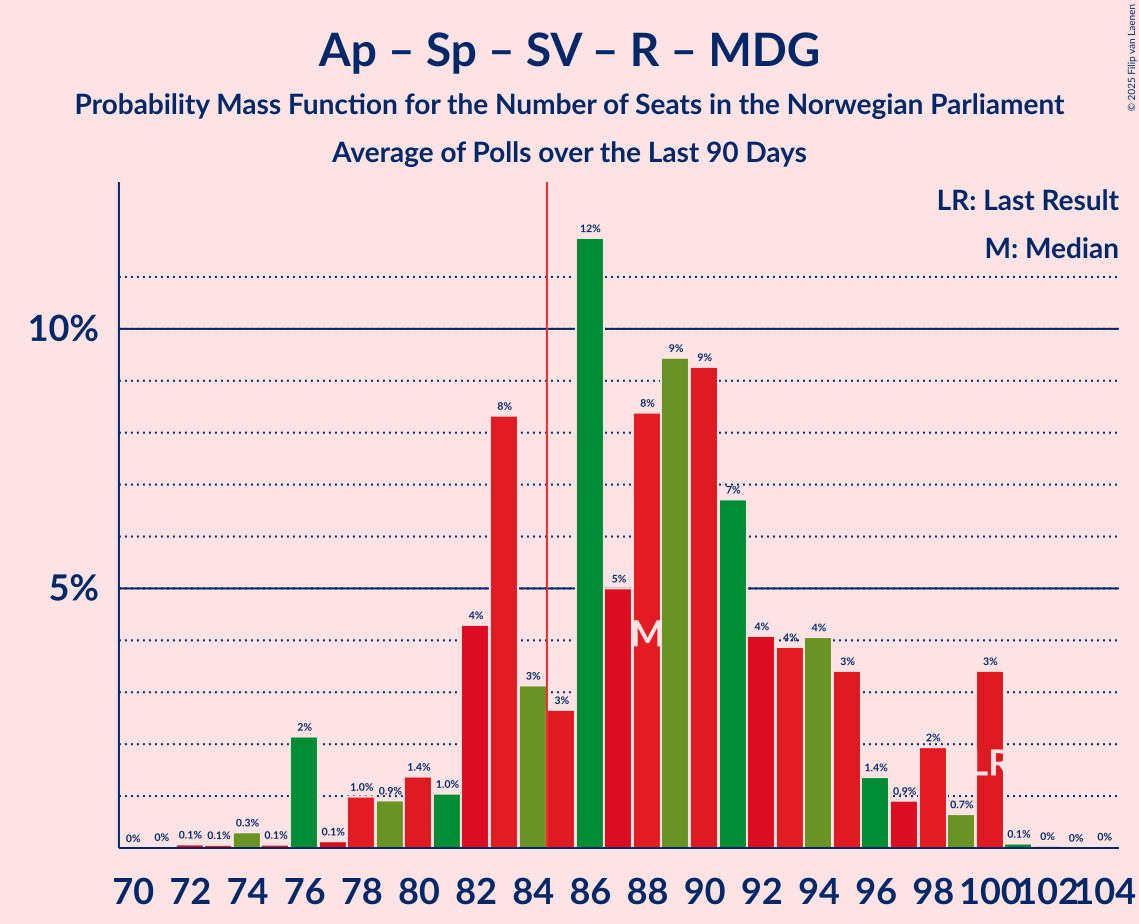 Ap – Sp – SV – R – MDG
Probability Mass Function for the Number of Seats in the Norwegian Parliament
Average of Polls over the Last 90 Days
© 2025 Filip van Laenen
LR: Last Result
M: Median
10%
5%
0% 0% 0.1% 0.1% 0.3% 0.1% 2% 0.1% 1.0% 0.9% 1.4% 1.0% 4% 8% 3% 3% 12% 5% 8% 9% 9% 7% 4% 4% 4% 3% 1.4% 0.9% 2% 0.7% 3% 0.1% 0% 0% 0%
M
LR
70 72 74 76 78 80 82 84 86 88 90 92 94 96 98 100 102 104